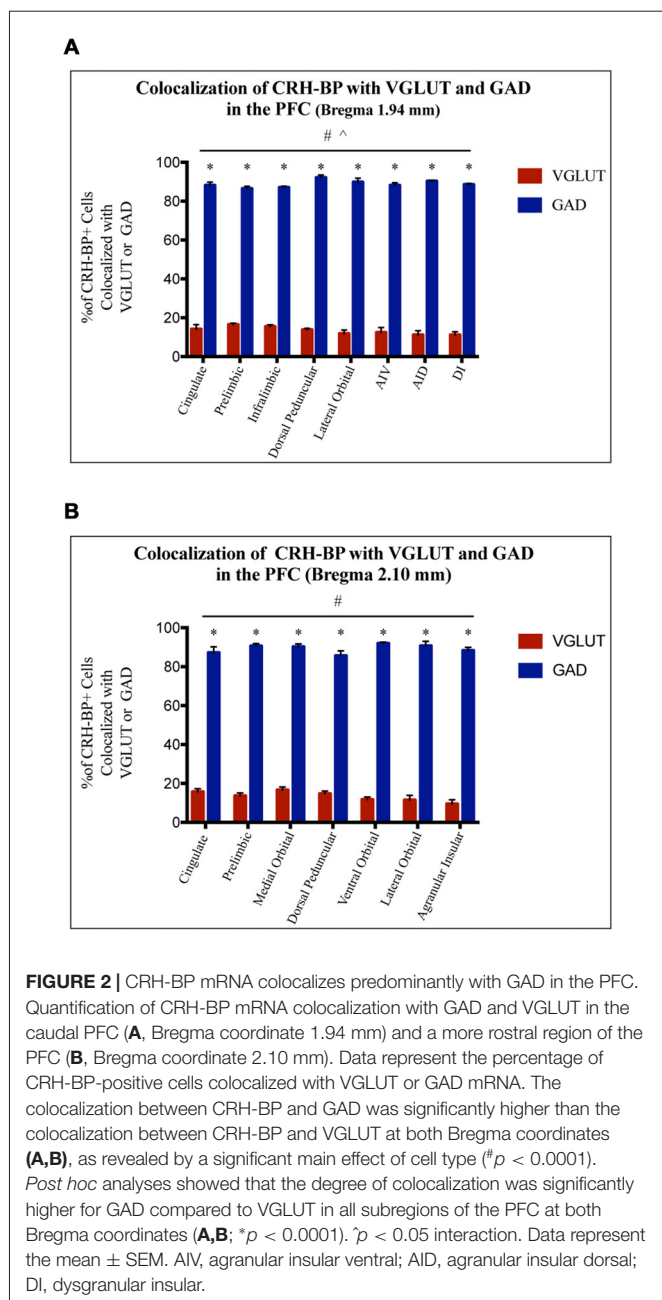 A
Colocalization of CRH-BP with VGLUT and GAD
in the PFC (Bregma 1.94 mm)
# ^
* * * * * * * *
100
80
60
40
20
0
%of CRH-BP+ Cells
Colocalized with
VGLUT or GAD
VGLUT
GAD
Cingulate
Prelimbic
Infralimbic
Dorsal Peduncular
Lateral Orbital
AIV
AID
DI
B
Colocalization of CRH-BP with VGLUT and GAD
in the PFC (Bregma 2.10 mm)
#
* * * * * * *
100
80
60
40
20
0
%of CRH-BP+ Cells
Colocalized with
VGLUT or GAD
VGLUT
GAD
Cingulate
Prelimbic
Medial Orbital
Dorsal Peduncular
Ventral Orbital
Lateral Orbital
Agranular Insular
FIGURE 2 | CRH-BP mRNA colocalizes predominantly with GAD in the PFC.
Quantification of CRH-BP mRNA colocalization with GAD and VGLUT in the
caudal PFC (A, Bregma coordinate 1.94 mm) and a more rostral region of the
PFC (B, Bregma coordinate 2.10 mm). Data represent the percentage of
CRH-BP-positive cells colocalized with VGLUT or GAD mRNA. The
colocalization between CRH-BP and GAD was significantly higher than the
colocalization between CRH-BP and VGLUT at both Bregma coordinates
(A,B), as revealed by a significant main effect of cell type (#p < 0.0001).
Post hoc analyses showed that the degree of colocalization was significantly
higher for GAD compared to VGLUT in all subregions of the PFC at both
Bregma coordinates (A,B; *p < 0.0001). ^p < 0.05 interaction. Data represent
the mean ± SEM. AIV, agranular insular ventral; AID, agranular insular dorsal;
DI, dysgranular insular.